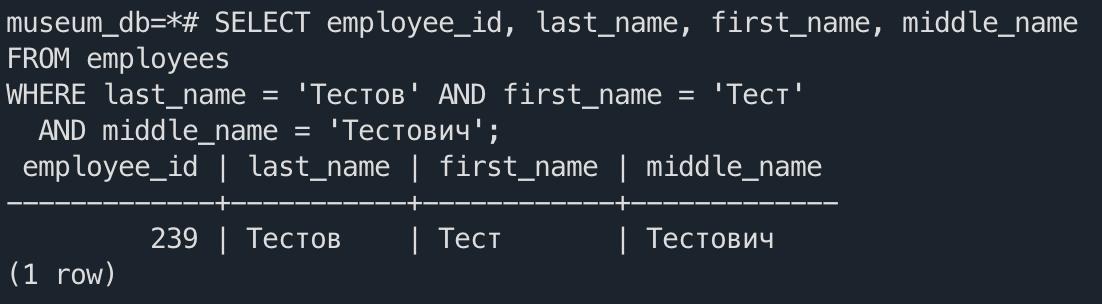 museum_db=*# SELECT employee_id, last_name, first_name, middle_name
FROM employees
WHERE last_name = 'Тестов' AND first_name = 'Тест'
  AND middle_name = 'Тестович';
 employee_id | last_name | first_name | middle_name
-------------+-----------+------------+-------------
         239 | Тестов    | Тест       | Тестович
(1 row)